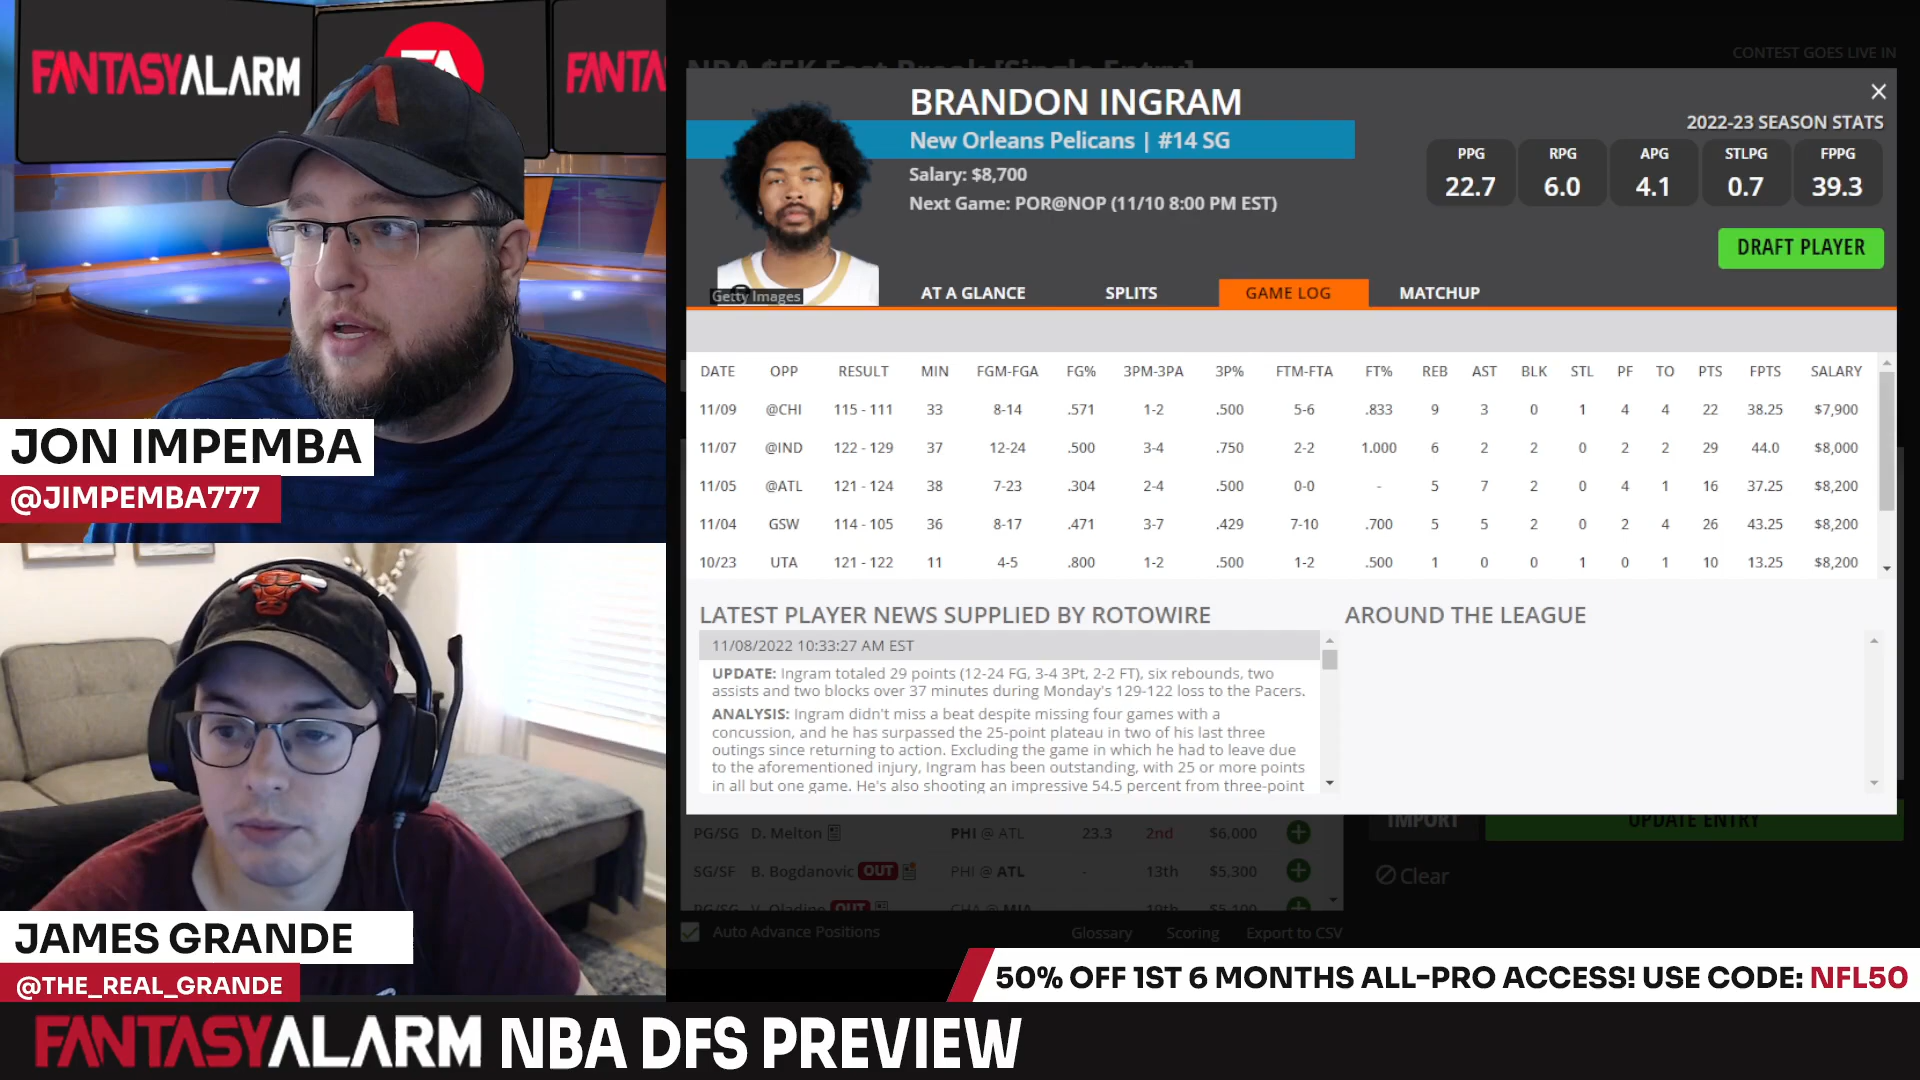 FANTASYALARM
FANTA
JON IMPEMBA
@JIMPEMBA777
JAMES GRANDE
@THE_REAL_GRANDE
CONTEST GOES LIVE IN
BRANDON INGRAM
New Orleans Pelicans | #14 SG
Salary: $8,700
Next Game: POR@NOP (11/10 8:00 PM EST)
Getty Images
2022-23 SEASON STATS
PPG RPG APG STLPG FPPG
22.7 6.0 4.1 0.7 39.3
DRAFT PLAYER
AT A GLANCE SPLITS GAME LOG MATCHUP
DATE OPP RESULT MIN FGM-FGA FG% 3PM-3PA 3P% FTM-FTA FT% REB AST BLK STL PF TO PTS FPTS SALARY
11/09 @CHI 115 - 111 33 8-14 .571 1-2 .500 5-6 .833 9 3 0 1 4 4 22 38.25 $7,900
11/07 @IND 122 - 129 37 12-24 .500 3-4 .750 2-2 1.000 6 2 2 0 2 2 29 44.0 $8,000
11/05 @ATL 121 - 124 38 7-23 .304 2-4 .500 0-0 - 5 7 2 0 4 1 16 37.25 $8,200
11/04 GSW 114 - 105 36 8-17 .471 3-7 .429 7-10 .700 5 5 2 0 2 4 26 43.25 $8,200
10/23 UTA 121 - 122 11 4-5 .800 1-2 .500 1-2 .500 1 0 0 1 0 1 10 13.25 $8,200
LATEST PLAYER NEWS SUPPLIED BY ROTOWIRE
AROUND THE LEAGUE
11/08/2022 10:33:27 AM EST
UPDATE: Ingram totaled 29 points (12-24 FG, 3-4 3Pt, 2-2 FT), six rebounds, two
assists and two blocks over 37 minutes during Monday's 129-122 loss to the Pacers.
ANALYSIS: Ingram didn't miss a beat despite missing four games with a
concussion, and he has surpassed the 25-point plateau in two of his last three
outings since returning to action. Excluding the game in which he had to leave due
to the aforementioned injury, Ingram has been outstanding, with 25 or more points
in all but one game. He's also shooting an impressive 54.5 percent from three-point
PG/SG D. Melton PHI @ ATL 23.3 2nd $6,000
SG/SF B. Bogdanovic OUT PHI @ ATL - 13th $5,300
IMPORT UPDATE ENTRY
Clear
Auto Advance Positions Glossary Scoring Export to CSV
50% OFF 1ST 6 MONTHS ALL-PRO ACCESS! USE CODE: NFL50
FANTASYALARM NBA DFS PREVIEW